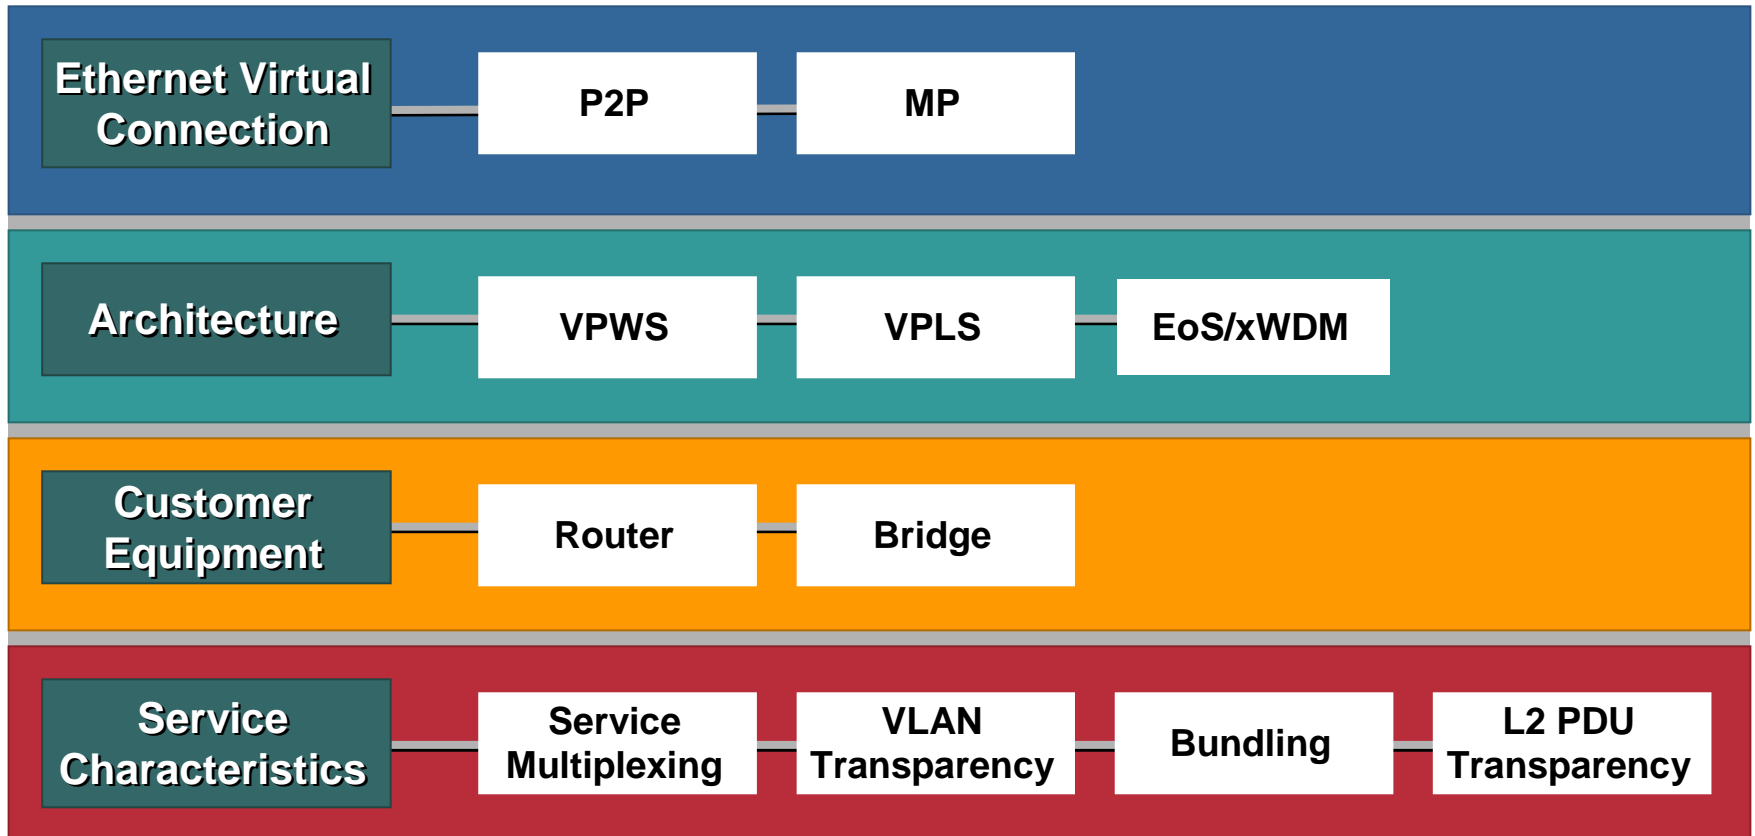 Ethernet Virtual
Connection
P2P
MP
Architecture
VPWS
VPLS
EoS/xWDM
Customer
Equipment
Router
Bridge
Service
Characteristics
Service
Multiplexing
VLAN
Transparency
Bundling
L2 PDU
Transparency